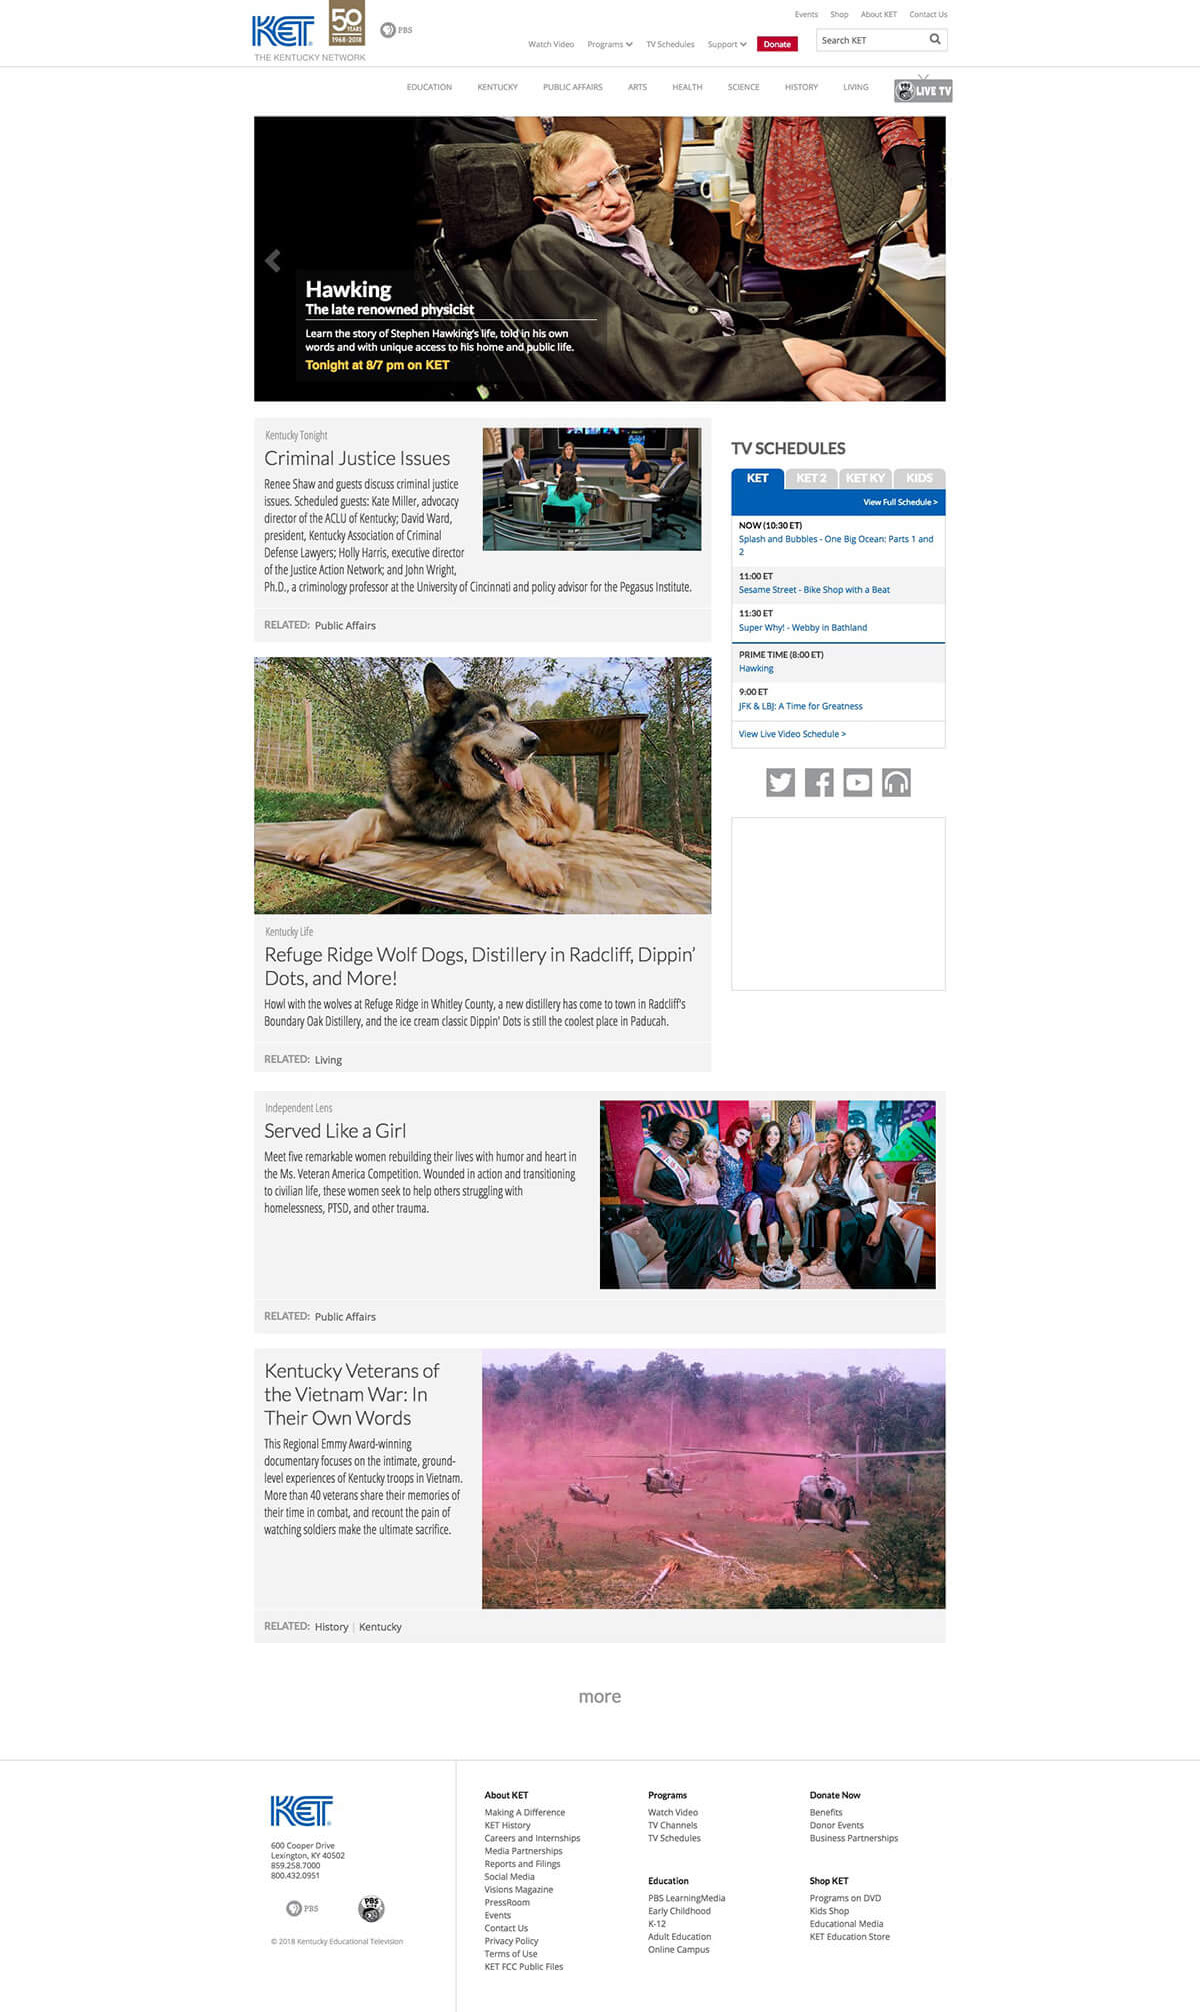 Events Shop About KET Contact Us
KET
50
YEARS
1968-2018
PBS
THE KENTUCKY NETWORK
Watch Video Programs TV Schedules Support Donate Search KET
EDUCATION KENTUCKY PUBLIC AFFAIRS ARTS HEALTH SCIENCE HISTORY LIVING LIVE TV
Hawking
The late renowned physicist
Learn the story of Stephen Hawking's life, told in his own
words and with unique access to his home and public life.
Tonight at 8/7 pm on KET
Kentucky Tonight
Criminal Justice Issues
Renee Shaw and guests discuss criminal justice
issues. Scheduled guests: Kate Miller, advocacy
director of the ACLU of Kentucky; David Ward,
president, Kentucky Association of Criminal
Defense Lawyers; Holly Harris, executive director
of the Justice Action Network; and John Wright,
Ph.D., a criminology professor at the University of Cincinnati and policy advisor for the Pegasus Institute.
RELATED: Public Affairs
TV SCHEDULES
KET KET 2 KET KY KIDS
View Full Schedule >
NOW (10:30 ET)
Splash and Bubbles - One Big Ocean: Parts 1 and
2
11:00 ET
Sesame Street - Bike Shop with a Beat
11:30 ET
Super Why! - Webby in Bathland
PRIME TIME (8:00 ET)
Hawking
9:00 ET
JFK & LBJ: A Time for Greatness
View Live Video Schedule >
Kentucky Life
Refuge Ridge Wolf Dogs, Distillery in Radcliff, Dippin'
Dots, and More!
Howl with the wolves at Refuge Ridge in Whitley County, a new distillery has come to town in Radcliff's
Boundary Oak Distillery, and the ice cream classic Dippin' Dots is still the coolest place in Paducah.
RELATED: Living
Independent Lens
Served Like a Girl
Meet five remarkable women rebuilding their lives with humor and heart in
the Ms. Veteran America Competition. Wounded in action and transitioning
to civilian life, these women seek to help others struggling with
homelessness, PTSD, and other trauma.
RELATED: Public Affairs
Kentucky Veterans of
the Vietnam War: In
Their Own Words
This Regional Emmy Award-winning
documentary focuses on the intimate, ground-
level experiences of Kentucky troops in Vietnam.
More than 40 veterans share their memories of
their time in combat, and recount the pain of
watching soldiers make the ultimate sacrifice.
RELATED: History | Kentucky
more
KET
600 Cooper Drive
Lexington, KY 40502
859.258.7000
800.432.0951
PBS
PBS
© 2018 Kentucky Educational Television
About KET
Making A Difference
KET History
Careers and Internships
Media Partnerships
Reports and Filings
Social Media
Visions Magazine
PressRoom
Events
Contact Us
Privacy Policy
Terms of Use
KET FCC Public Files
Programs
Watch Video
TV Channels
TV Schedules
Education
PBS LearningMedia
Early Childhood
K-12
Adult Education
Online Campus
Donate Now
Benefits
Donor Events
Business Partnerships
Shop KET
Programs on DVD
Kids Shop
Educational Media
KET Education Store